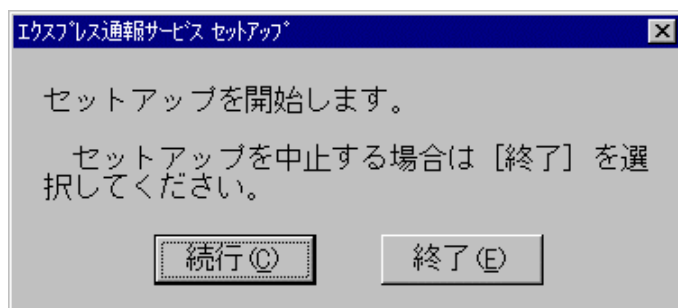 ｴｸｽﾌﾟﾚｽ通報ｻｰﾋﾞｽ ｾｯﾄｱｯﾌﾟ
セットアップを開始します。
　セットアップを中止する場合は［終了］を選
択してください。
続行(C)
終了(E)